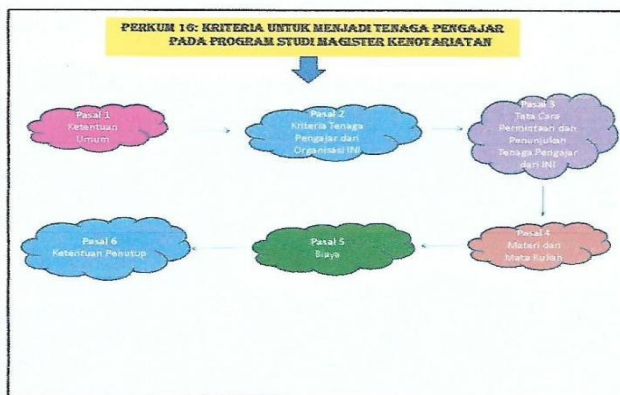 PERKUM 16: KRITERIA UNTUK MENJADI TENAGA PENGAJAR
PADA PROGRAM STUDI MAGISTER KENOTARIATAN
Pasal 1
Ketentuan
Umum
Pasal 2
Kriteria Tenaga
Pengajar dari
Organisasi INI
Pasal 3
Tata Cara
Permintaan dan
Penunjukan
Tenaga Pengajar
dari INI
Pasal 4
Materi dan
Mata Kuliah
Pasal 5
Biaya
Pasal 6
Ketentuan Penutup